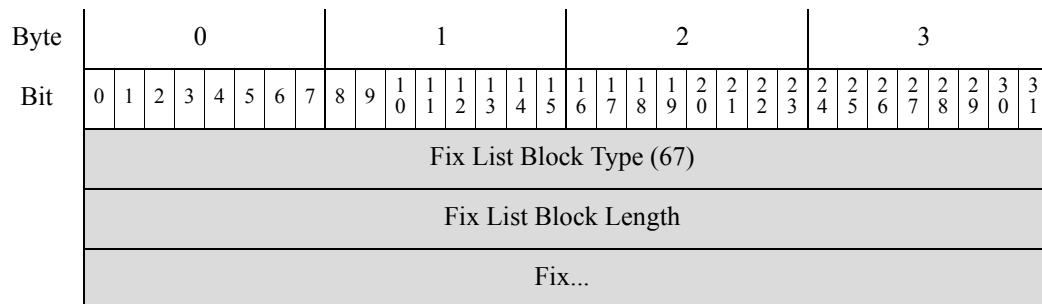 Byte 0 1 2 3
Bit 0 1 2 3 4 5 6 7 8 9 10 11 12 13 14 15 16 17 18 19 20 21 22 23 24 25 26 27 28 29 30 31
Fix List Block Type (67)
Fix List Block Length
Fix...